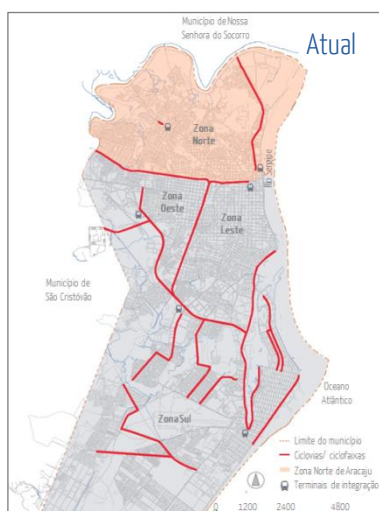 Município de Nossa
Senhora do Socorro
Atual
Zona
Norte
Rio Sergipe
Zona
Oeste
Zona
Leste
Município de
São Cristóvão
Oceano
Atlântico
Zona Sul
Limite do município
Ciclovias/ ciclofaixas
Zona Norte de Aracaju
Terminais de integração
0 1200 2400 4800